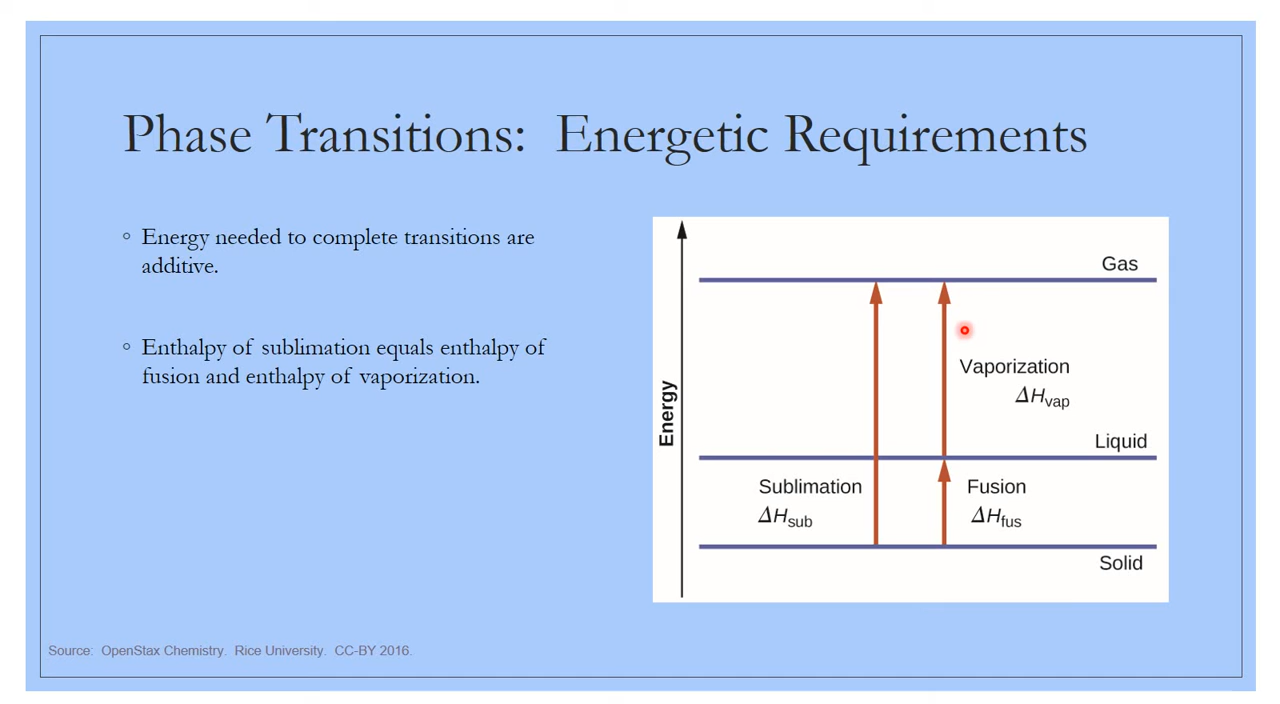 Phase Transitions: Energetic Requirements
◦ Energy needed to complete transitions are
additive.
◦ Enthalpy of sublimation equals enthalpy of
fusion and enthalpy of vaporization.
Energy
Gas
Vaporization
ΔHvap
Liquid
Sublimation
ΔHsub
Fusion
ΔHfus
Solid
Source: OpenStax Chemistry. Rice University. CC-BY 2016.